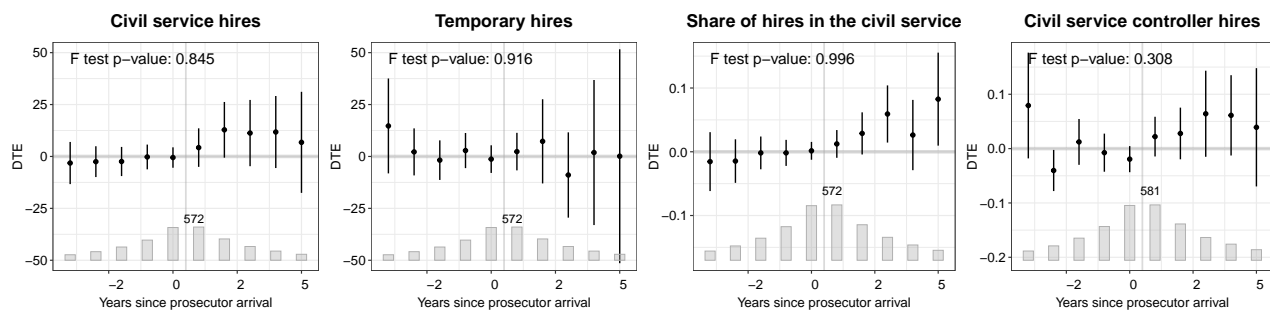 Civil service hires
F test p−value: 0.845
DTE
50
25
0
−25
−50
572
−2 0 2 5
Years since prosecutor arrival
Temporary hires
F test p−value: 0.916
DTE
50
25
0
−25
−50
572
−2 0 2 5
Years since prosecutor arrival
Share of hires in the civil service
F test p−value: 0.996
DTE
0.1
0.0
−0.1
572
−2 0 2 5
Years since prosecutor arrival
Civil service controller hires
F test p−value: 0.308
DTE
0.1
0.0
−0.1
−0.2
581
−2 0 2 5
Years since prosecutor arrival